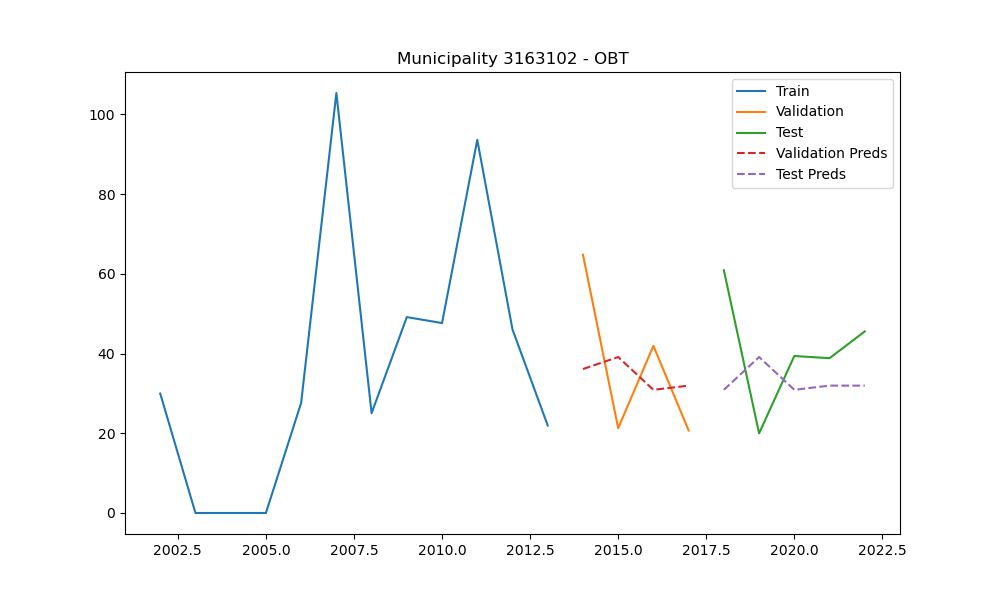 Municipality 3163102 - OBT
Train
Validation
Test
Validation Preds
Test Preds
100
80
60
40
20
0
2002.5 2005.0 2007.5 2010.0 2012.5 2015.0 2017.5 2020.0 2022.5